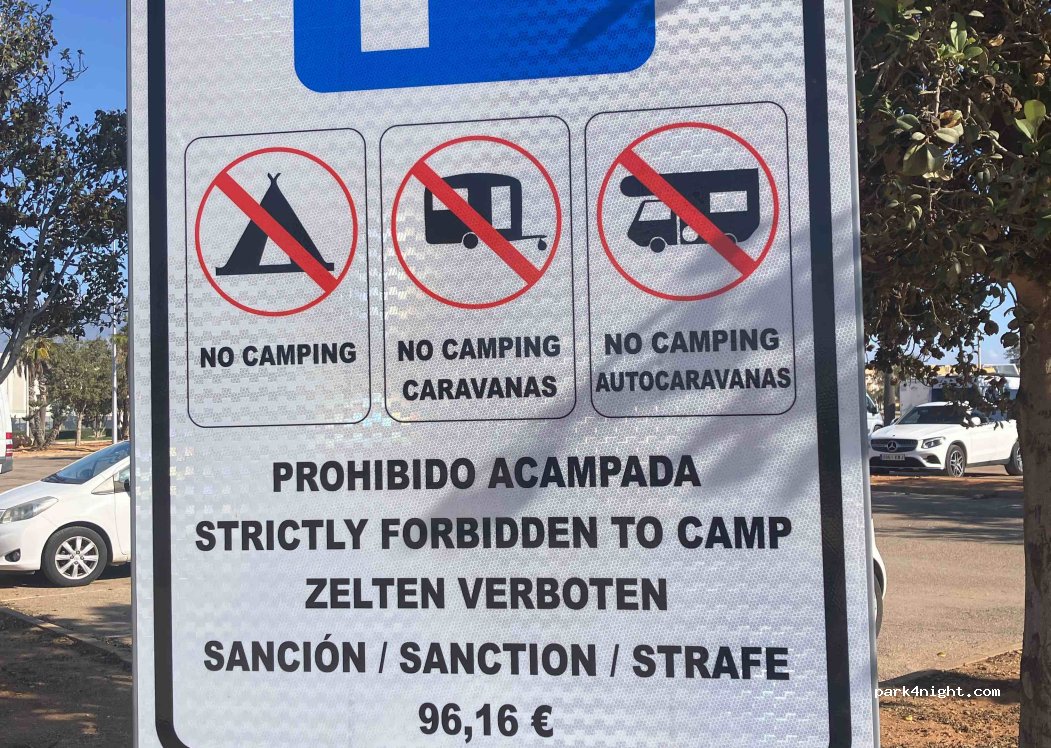 NO CAMPING
NO CAMPING
CARAVANAS
NO CAMPING
AUTOCARAVANAS
PROHIBIDO ACAMPADA
STRICTLY FORBIDDEN TO CAMP
ZELTEN VERBOTEN
SANCIÓN / SANCTION / STRAFE
96,16 €
park4night.com